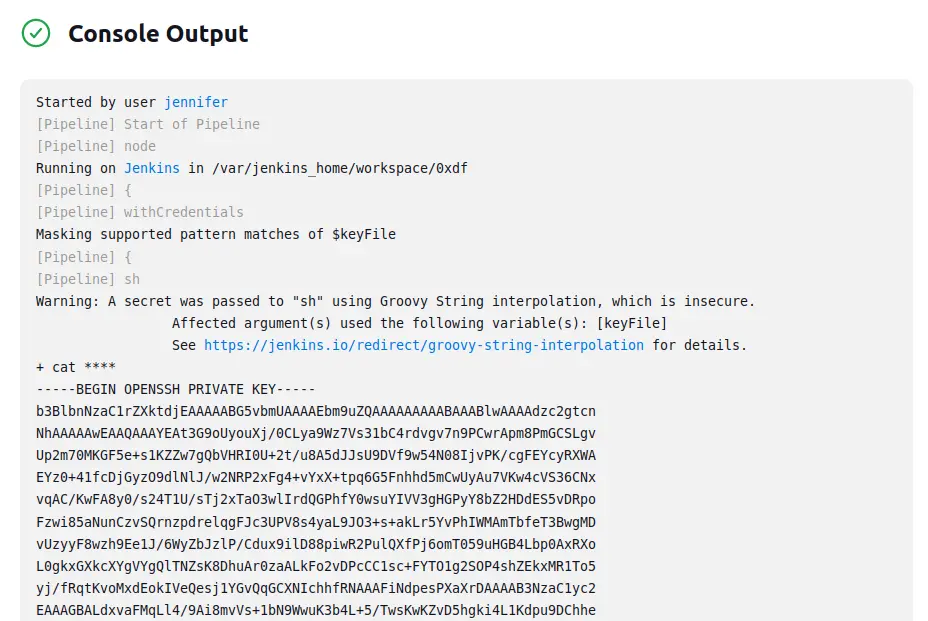 Console Output
Started by user jennifer
[Pipeline] Start of Pipeline
[Pipeline] node
Running on Jenkins in /var/jenkins_home/workspace/0xdf
[Pipeline] {
[Pipeline] withCredentials
Masking supported pattern matches of $keyFile
[Pipeline] {
[Pipeline] sh
Warning: A secret was passed to "sh" using Groovy String interpolation, which is insecure.
Affected argument(s) used the following variable(s): [keyFile]
See https://jenkins.io/redirect/groovy-string-interpolation for details.
+ cat ****
-----BEGIN OPENSSH PRIVATE KEY-----
b3BlbnNzaC1rZXktdjEAAAAABG5vbmUAAAAEbm9uZQAAAAAAAAABAAABlwAAAAdzc2gtcn
NhAAAAAwEAAQAAAYEAt3G9oUyouXj/0CLya9Wz7Vs31bC4rdvgv7n9PCwrApm8PmGCSLgv
Up2m70MKGF5e+s1KZZw7gQbVHRI0U+2t/u8A5dJJsU9DVf9w54N08IjvPK/cgFEYcyRXWA
EYz0+41fcDjGyzO9dlNlJ/w2NRP2xFg4+vYxX+tpq6G5Fnhhd5mCwUyAu7VKw4cVS36CNx
vqAC/KwFA8y0/s24T1U/sTj2xTaO3wlIrdQGPhfY0wsuYIVV3gHGPyY8bZ2HDdES5vDRpo
Fzwi85aNunCzvSQrnzpdrelqgFJc3UPV8s4yaL9JO3+s+akLr5YvPhIWMAmTbfeT3BwgMD
vUzyyF8wzh9Ee1J/6WyZbJzlP/Cdux9ilD88piwR2PulQXfPj6omT059uHGB4Lbp0AxRXo
L0gkxGXkcXYgVYgQlTNZsK8DhuAr0zaALkFo2vDPcCC1sc+FYTO1g2SOP4shZEkxMR1To5
yj/fRqtKvoMxdEokIVeQesj1YGvQqGCXNIchhfRNAAAFiNdpesPXaXrDAAAAB3NzaC1yc2
EAAAGBALdxvaFMqLl4/9Ai8mvVs+1bN9WwuK3b4L+5/TwsKwKZvD5hgki4L1Kdpu9DChhe